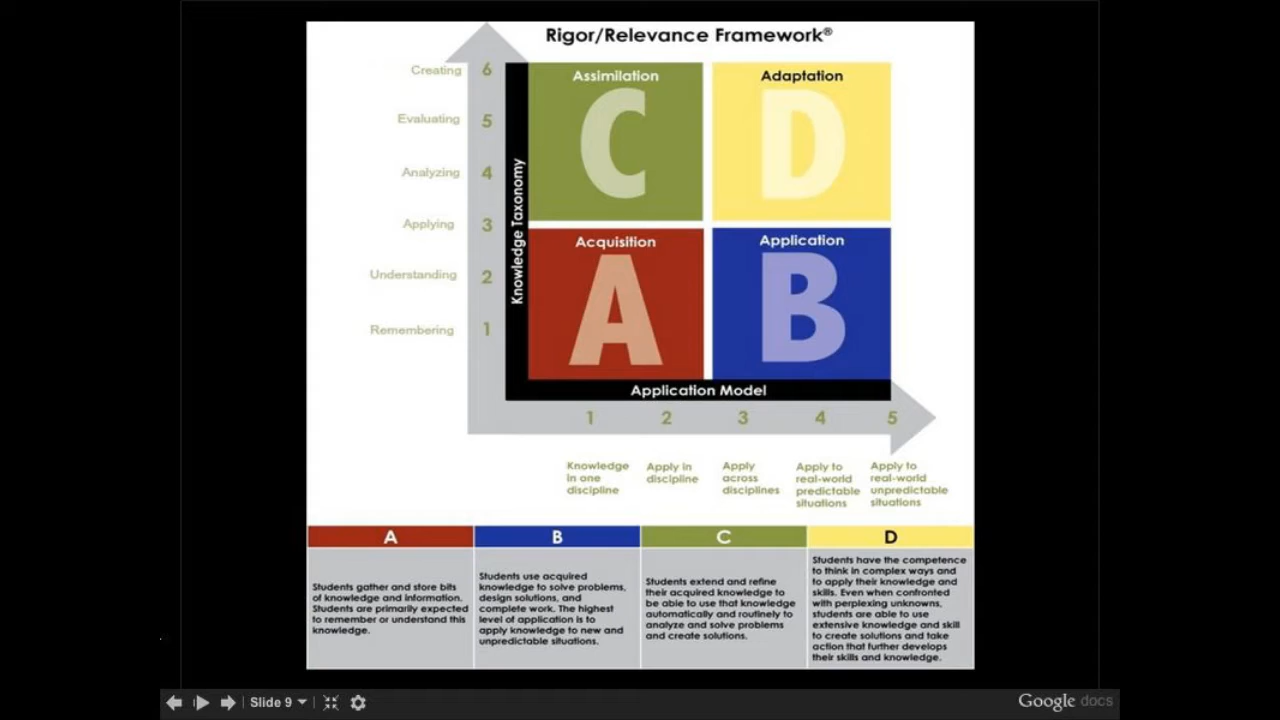 Rigor/Relevance Framework®
Creating 6
Evaluating 5
Analyzing 4
Applying 3
Understanding 2
Remembering 1
Knowledge Taxonomy
Assimilation
C
Adaptation
D
Acquisition
A
Application
B
Application Model
1 2 3 4 5
Knowledge
in one
discipline
Apply in
discipline
Apply
across
disciplines
Apply to
real-world
predictable
situations
Apply to
real-world
unpredictable
situations
A
Students gather and store bits
of knowledge and information.
Students are primarily expected
to remember or understand this
knowledge.
B
Students use acquired
knowledge to solve problems,
design solutions, and
complete work. The highest
level of application is to
apply knowledge to new and
unpredictable situations.
C
Students extend and refine
their acquired knowledge to
be able to use that knowledge
automatically and routinely to
analyze and solve problems
and create solutions.
D
Students have the competence
to think in complex ways and
to apply their knowledge and
skills. Even when confronted
with perplexing unknowns,
students are able to use
extensive knowledge and skill
to create solutions and take
action that further develops
their skills and knowledge.
Slide 9
Google docs